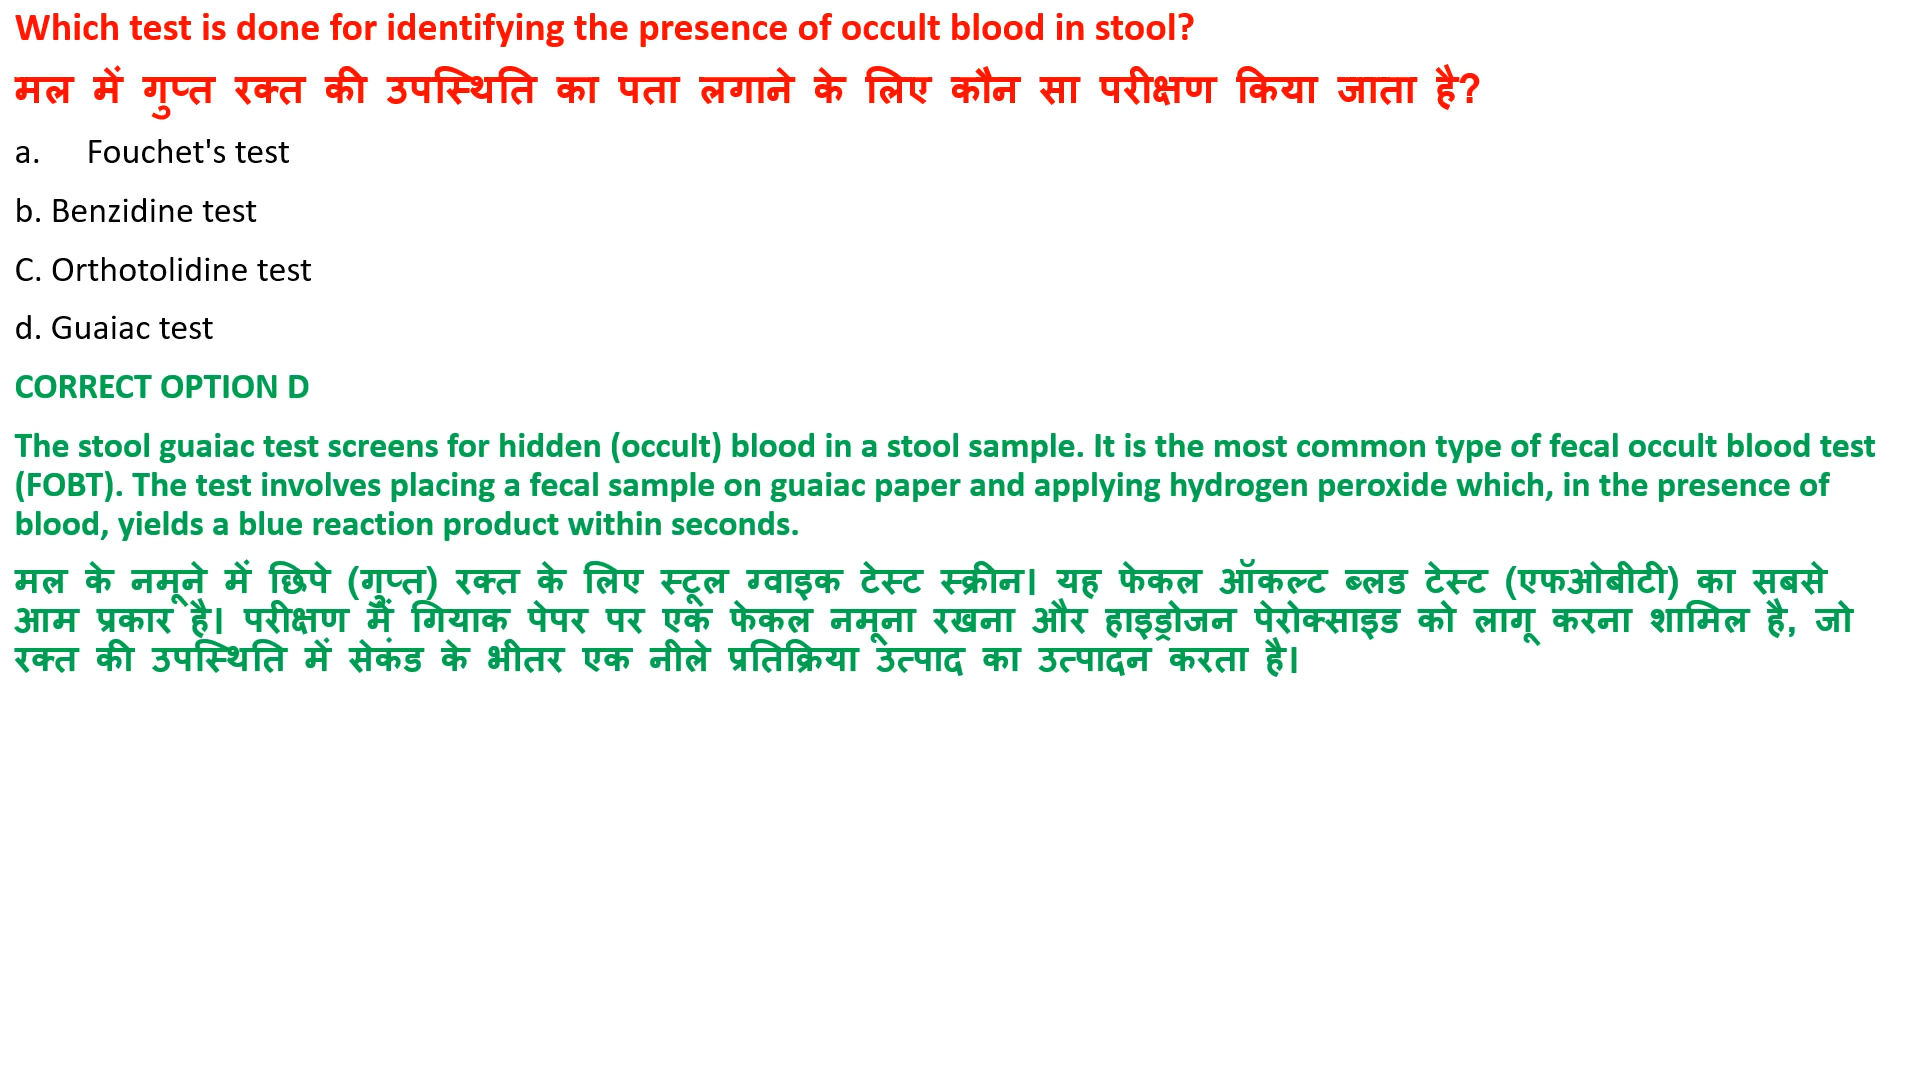 Which test is done for identifying the presence of occult blood in stool?
मल में गुप्त रक्त की उपस्थिति का पता लगाने के लिए कौन सा परीक्षण किया जाता है?
a. Fouchet's test
b. Benzidine test
C. Orthotolidine test
d. Guaiac test
CORRECT OPTION D
The stool guaiac test screens for hidden (occult) blood in a stool sample. It is the most common type of fecal occult blood test
(FOBT). The test involves placing a fecal sample on guaiac paper and applying hydrogen peroxide which, in the presence of
blood, yields a blue reaction product within seconds.
मल के नमूने में छिपे (गुप्त) रक्त के लिए स्टूल ग्वाइक टेस्ट स्क्रीन। यह फेकल ऑकल्ट ब्लड टेस्ट (एफओबीटी) का सबसे
आम प्रकार है। परीक्षण में गियाक पेपर पर एक फेकल नमूना रखना और हाइड्रोजन पेरोक्साइड को लागू करना शामिल है, जो
रक्त की उपस्थिति में सेकंड के भीतर एक नीले प्रतिक्रिया उत्पाद का उत्पादन करता है।